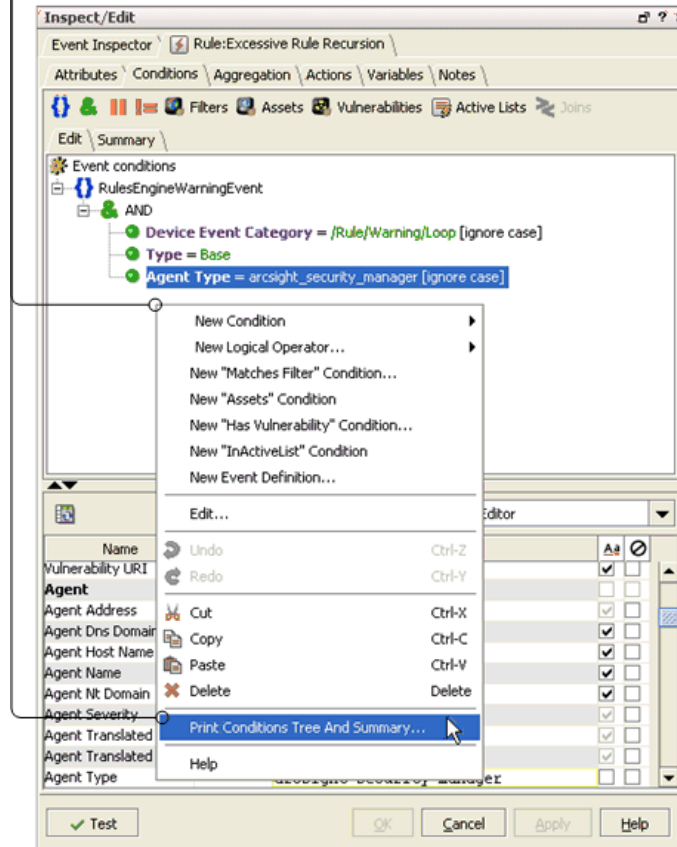 Inspect/Edit
Event Inspector Rule:Excessive Rule Recursion
Attributes Conditions Aggregation Actions Variables Notes
Filters Assets Vulnerabilities Active Lists Joins
Edit Summary
Event conditions
RulesEngineWarningEvent
AND
Device Event Category = /Rule/Warning/Loop [ignore case]
Type = Base
Agent Type = arcsight_security_manager [ignore case]
New Condition
New Logical Operator...
New "Matches Filter" Condition...
New "Assets" Condition
New "Has Vulnerability" Condition...
New "InActiveList" Condition
New Event Definition...
Edit... Editor
Name Aa
Undo Ctrl-Z
Vulnerability URI
Redo Ctrl-Y
Agent
Agent Address
Cut Ctrl-X
Agent Dns Domain
Copy Ctrl-C
Agent Host Name
Paste Ctrl-V
Agent Name
Agent Nt Domain
Delete Delete
Agent Severity
Print Conditions Tree And Summary...
Agent Translated
Agent Translated
Help
Agent Type
Test OK Cancel Apply Help